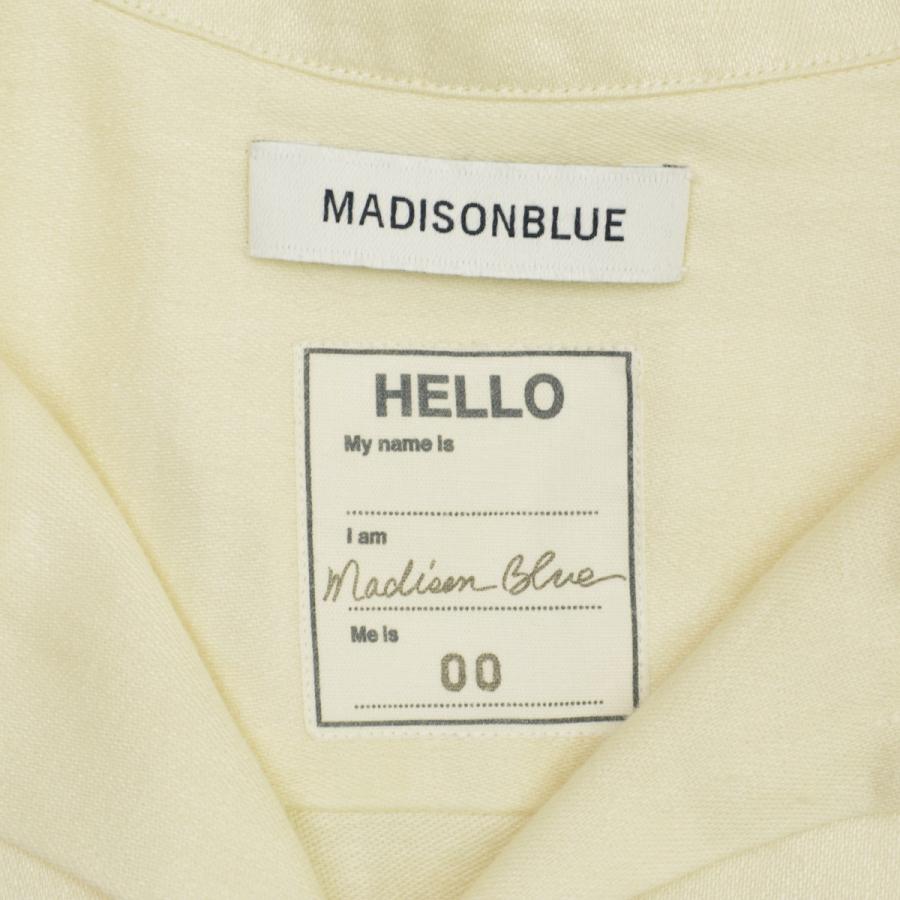 MADISONBLUE
HELLO
My name is
I am
Madison Blue
Me is
00